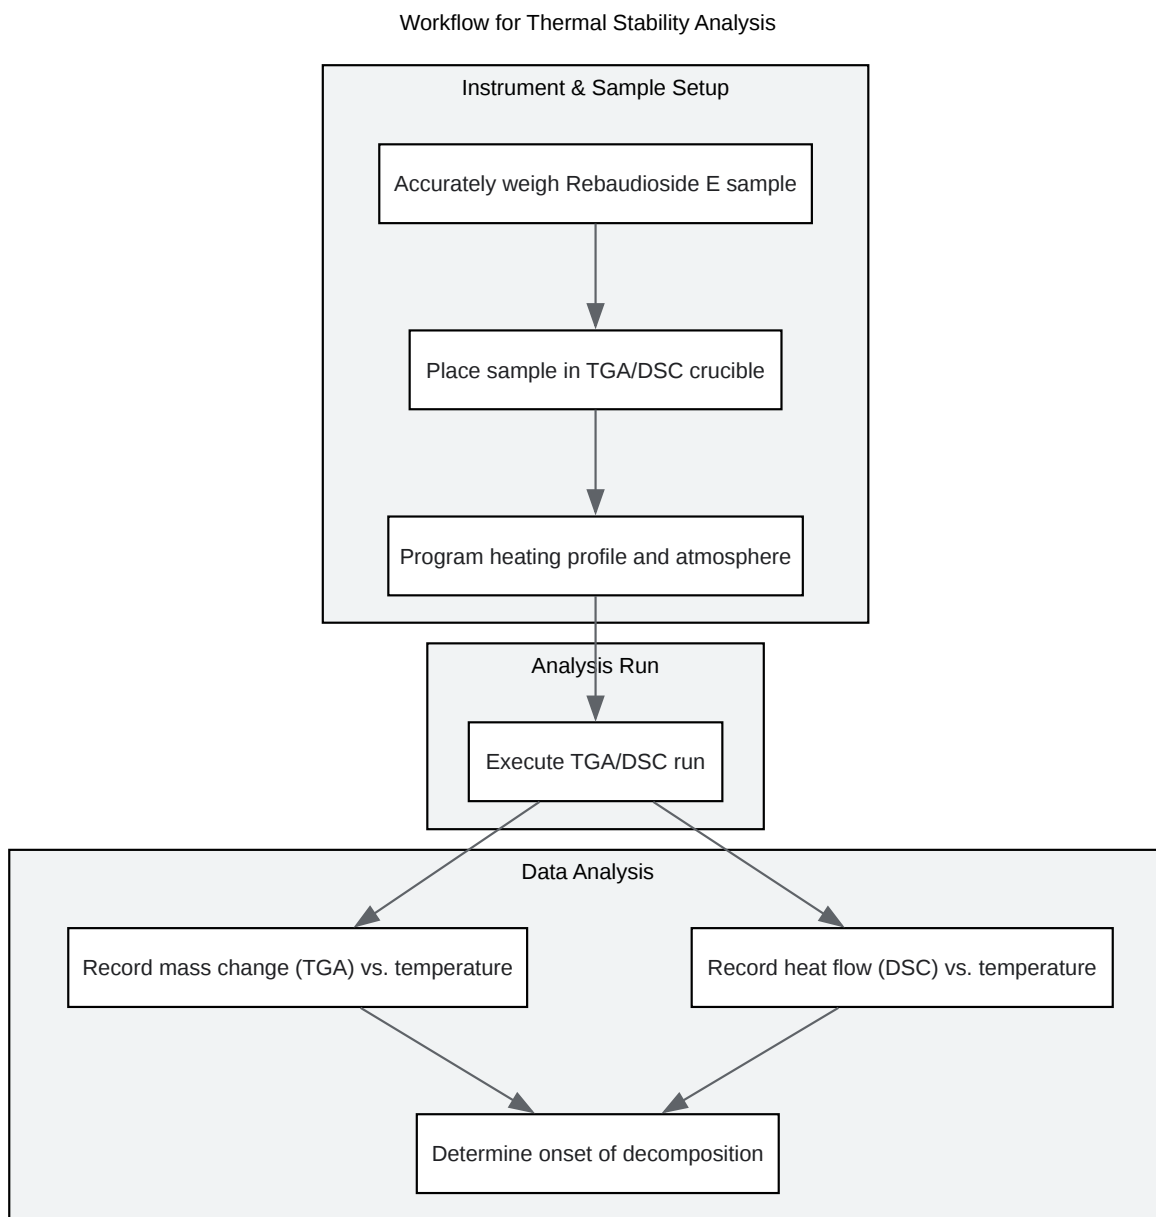 Workflow for Thermal Stability Analysis
Instrument & Sample Setup
Accurately weigh Rebaudioside E sample
Place sample in TGA/DSC crucible
Program heating profile and atmosphere
Analysis Run
Execute TGA/DSC run
Data Analysis
Record mass change (TGA) vs. temperature
Record heat flow (DSC) vs. temperature
Determine onset of decomposition